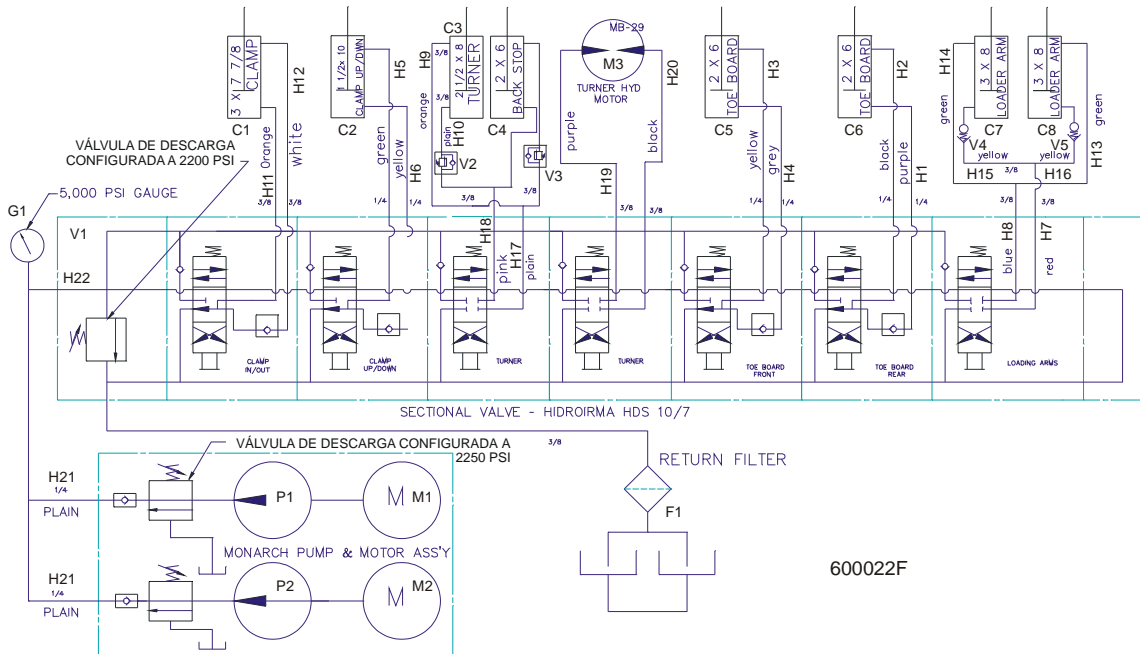 C1
3 X 17 7/8
CLAMP
H12
H11
Orange
white
3/8
3/8
C2
1 1/2x 10
CLAMP UP/DOWN
H5
green
yellow
H6
1/4
1/4
C3
H9
3/8
3/8
orange
plain
H10
2 1/2 X 8
TURNER
C4
2 X 6
BACK STOP
V2
V3
3/8
3/8
H18
H17
pink
plain
MB-29
M3
TURNER HYD
MOTOR
H20
purple
black
H19
3/8
3/8
C5
2 X 6
TOE BOARD
H3
yellow
grey
H4
1/4
1/4
C6
2 X 6
TOE BOARD
H2
black
purple
H1
1/4
1/4
H14
green
3 X 8
LOADER ARM
C7
3 X 8
LOADER ARM
C8
green
H13
V4
V5
yellow
yellow
3/8
H15
H16
blue
H8
H7
red
VÁLVULA DE DESCARGA
CONFIGURADA A 2200 PSI
5,000 PSI GAUGE
G1
V1
H22
CLAMP
IN/OUT
CLAMP
UP/DOWN
TURNER
TURNER
TOE BOARD
FRONT
TOE BOARD
REAR
LOADING ARMS
SECTIONAL VALVE - HIDROIRMA HDS 10/7
VÁLVULA DE DESCARGA CONFIGURADA A
2250 PSI
3/8
RETURN FILTER
F1
H21
1/4
PLAIN
P1
M
M1
MONARCH PUMP & MOTOR ASS'Y
H21
1/4
PLAIN
P2
M
M2
600022F